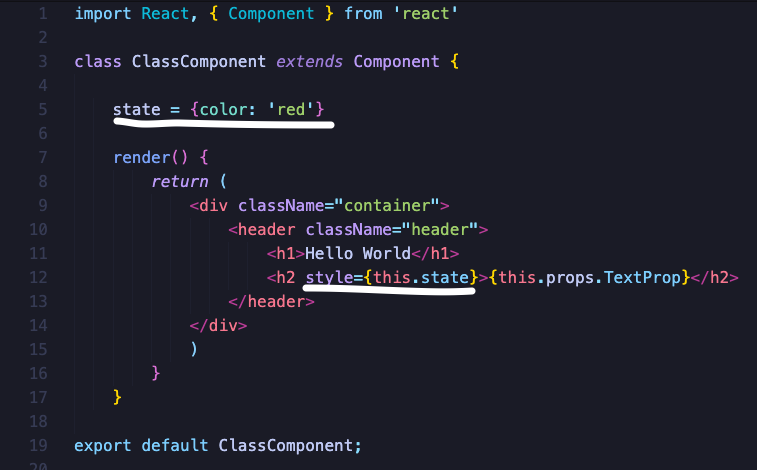 1 import React, { Component } from 'react'
2
3 class ClassComponent extends Component {
4
5 state = {color: 'red'}
6
7 render() {
8 return (
9 <div className="container">
10 <header className="header">
11 <h1>Hello World</h1>
12 <h2 style={this.state}>{this.props.TextProp}</h2>
13 </header>
14 </div>
15 )
16 }
17 }
18
19 export default ClassComponent;
20